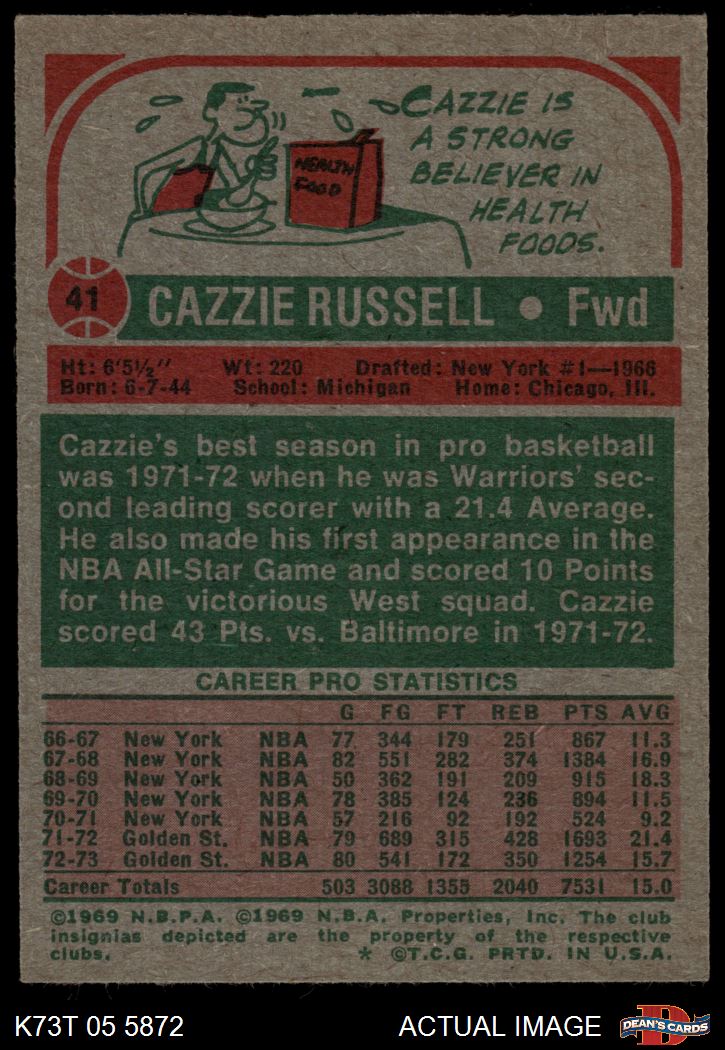 CAZZIE IS
A STRONG
BELIEVER IN
HEALTH
FOODS.
HEALTH
FOOD
41 CAZZIE RUSSELL • Fwd
Ht: 6'5½" Wt: 220 Drafted: New York #1—1966
Born: 6-7-44 School: Michigan Home: Chicago, Ill.
Cazzie's best season in pro basketball
was 1971-72 when he was Warriors' sec-
ond leading scorer with a 21.4 Average.
He also made his first appearance in the
NBA All-Star Game and scored 10 Points
for the victorious West squad. Cazzie
scored 43 Pts. vs. Baltimore in 1971-72.
CAREER PRO STATISTICS
G FG FT REB PTS AVG
66-67 New York NBA 77 344 179 251 867 11.3
67-68 New York NBA 82 551 282 374 1384 16.9
68-69 New York NBA 50 362 191 209 915 18.3
69-70 New York NBA 78 385 124 236 894 11.5
70-71 New York NBA 57 216 92 192 524 9.2
71-72 Golden St. NBA 79 689 315 428 1693 21.4
72-73 Golden St. NBA 80 541 172 350 1254 15.7
Career Totals 503 3088 1355 2040 7531 15.0
©1969 N.B.P.A. ©1969 N.B.A. Properties, Inc. The club
insignias depicted are the property of the respective
clubs. * ©T.C.G. PRTD. IN U.S.A.
K73T 05 5872 ACTUAL IMAGE D DEAN'S CARDS